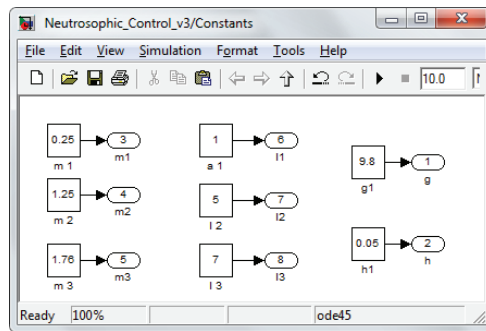 Neutrosophic_Control_v3/Constants
File Edit View Simulation Format Tools Help
10.0
0.25 3
m 1 m1
1.25 4
m 2 m2
1.76 5
m 3 m3
1 6
a 1 l1
5 7
l 2 l2
7 8
l 3 l3
9.8 1
g1 g
0.05 2
h1 h
Ready 100% ode45